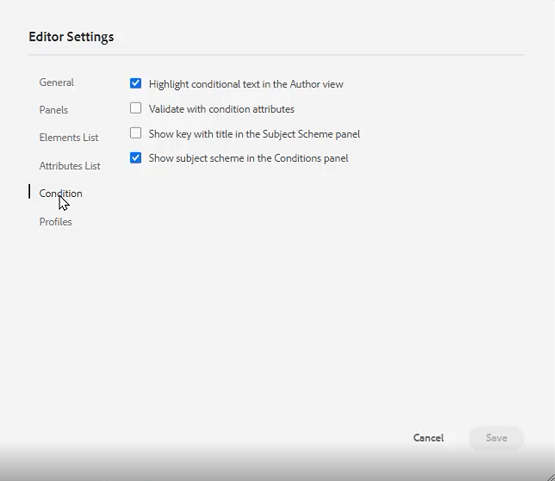 Editor Settings
General
Panels
Elements List
Attributes List
Condition
Profiles
Highlight conditional text in the Author view
Validate with condition attributes
Show key with title in the Subject Scheme panel
Show subject scheme in the Conditions panel
Cancel
Save